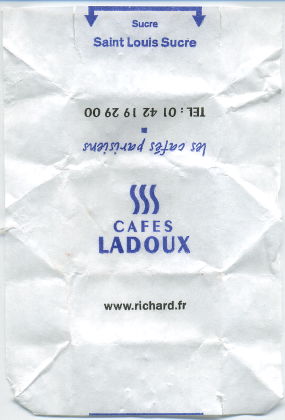 Sucre
Saint Louis Sucre
TEL : 01 42 19 29 00
les cafés parisiens
CAFES
LADOUX
www.richard.fr